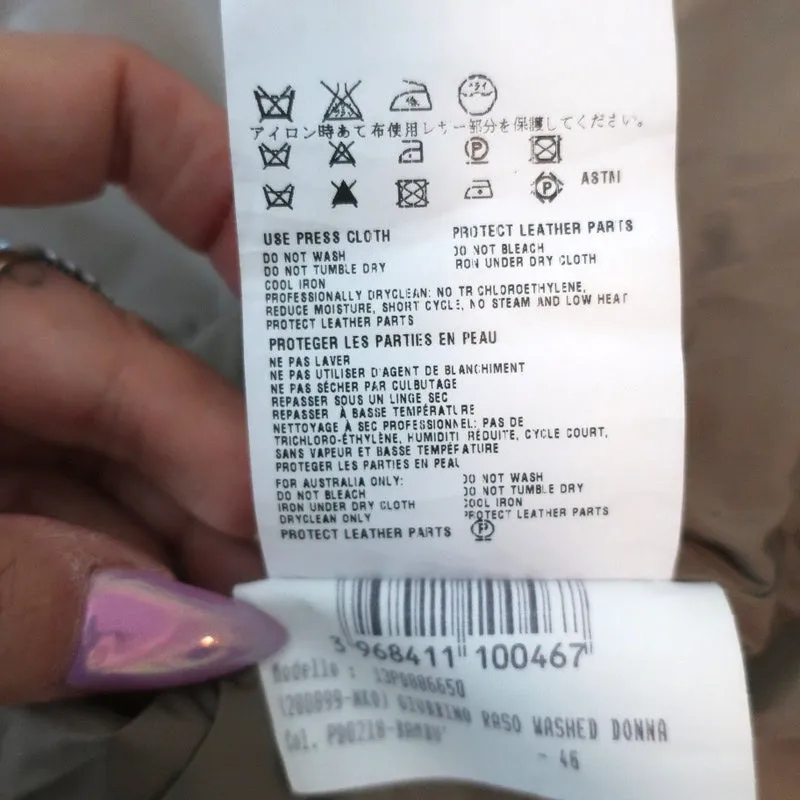 アイロン時あて布使用レザー部分を保護してください。
ASTM
USE PRESS CLOTH PROTECT LEATHER PARTS
DO NOT WASH DO NOT BLEACH
DO NOT TUMBLE DRY IRON UNDER DRY CLOTH
COOL IRON
PROFESSIONALLY DRYCLEAN: NO TRICHLOROETHYLENE,
REDUCE MOISTURE, SHORT CYCLE, NO STEAM AND LOW HEAT
PROTECT LEATHER PARTS
PROTEGER LES PARTIES EN PEAU
NE PAS LAVER
NE PAS UTILISER D'AGENT DE BLANCHIMENT
NE PAS SÉCHER PAR CULBUTAGE
REPASSER SOUS UN LINGE SEC
REPASSER À BASSE TEMPÉRATURE
NETTOYAGE À SEC PROFESSIONNEL: PAS DE
TRICHLORO-ÉTHYLÈNE, HUMIDITÉ RÉDUITE, CYCLE COURT,
SANS VAPEUR ET BASSE TEMPÉRATURE
PROTEGER LES PARTIES EN PEAU
FOR AUSTRALIA ONLY: DO NOT WASH
DO NOT BLEACH DO NOT TUMBLE DRY
IRON UNDER DRY CLOTH COOL IRON
DRYCLEAN ONLY PROTECT LEATHER PARTS
PROTECT LEATHER PARTS P
3 968411 100467
Modello :
GIUBBINO RASO WASHED DONNA
Col.
- 46